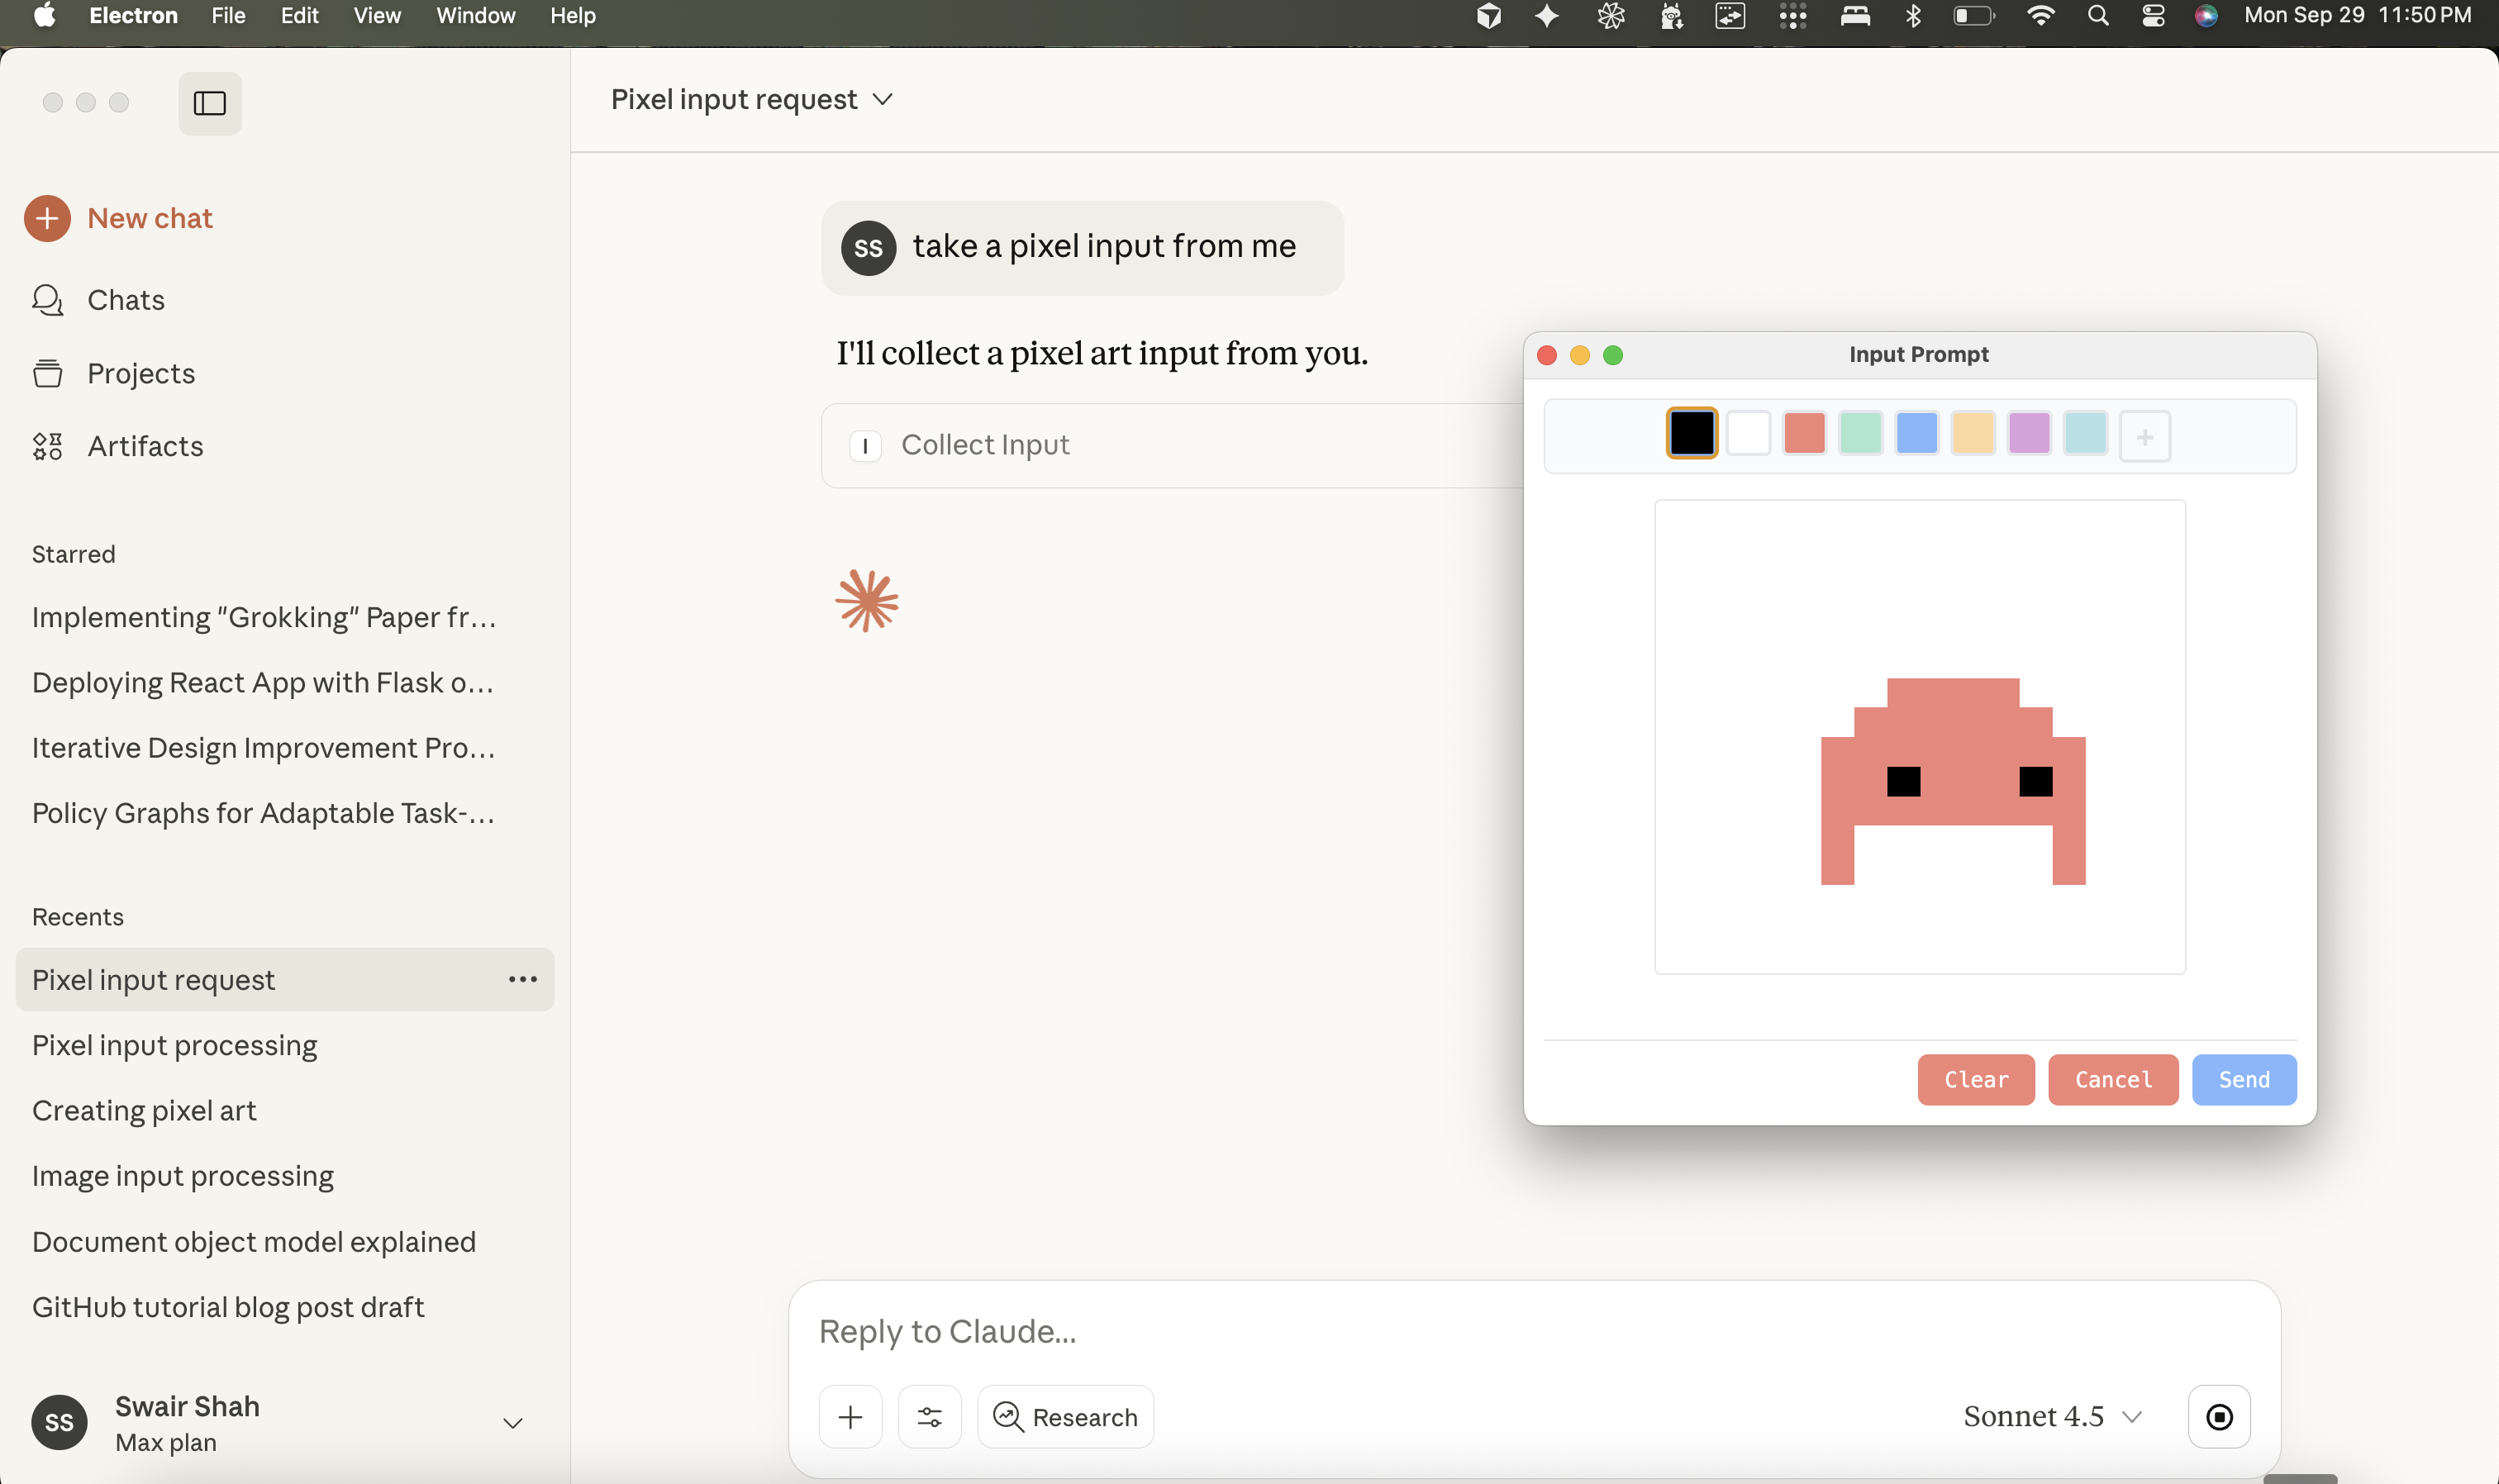 Electron File Edit View Window Help
Mon Sep 29 11:50 PM
Pixel input request
New chat
Chats
Projects
Artifacts
Starred
Implementing "Grokking" Paper fr...
Deploying React App with Flask o...
Iterative Design Improvement Pro...
Policy Graphs for Adaptable Task-...
Recents
Pixel input request
Pixel input processing
Creating pixel art
Image input processing
Document object model explained
GitHub tutorial blog post draft
SS
Swair Shah
Max plan
SS
take a pixel input from me
I'll collect a pixel art input from you.
I
Collect Input
Input Prompt
Clear
Cancel
Send
Reply to Claude...
Research
Sonnet 4.5